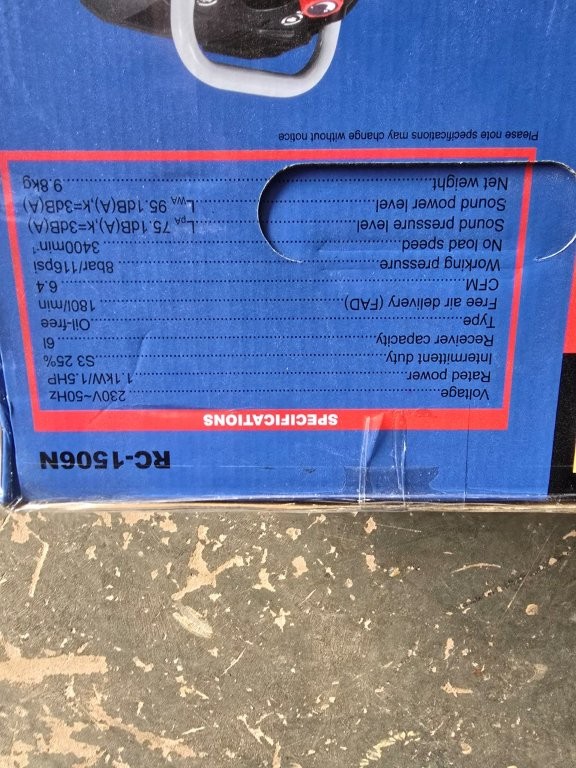 RC-1506N
SPECIFICATIONS
Voltage 230V~50Hz
Rated power 1.1kW/1.5HP
Intermittent duty S3 25%
Receiver capacity 6l
Type Oil-free
Free air delivery (FAD) 180l/min
CFM 6.4
Working pressure 8bar/116psi
No load speed 3400min-1
Sound pressure level LPA 75.1dB(A),k=3dB(A)
Sound power level LWA 95.1dB(A),k=3dB(A)
Net weight 9.8kg
Please note specifications may change without notice